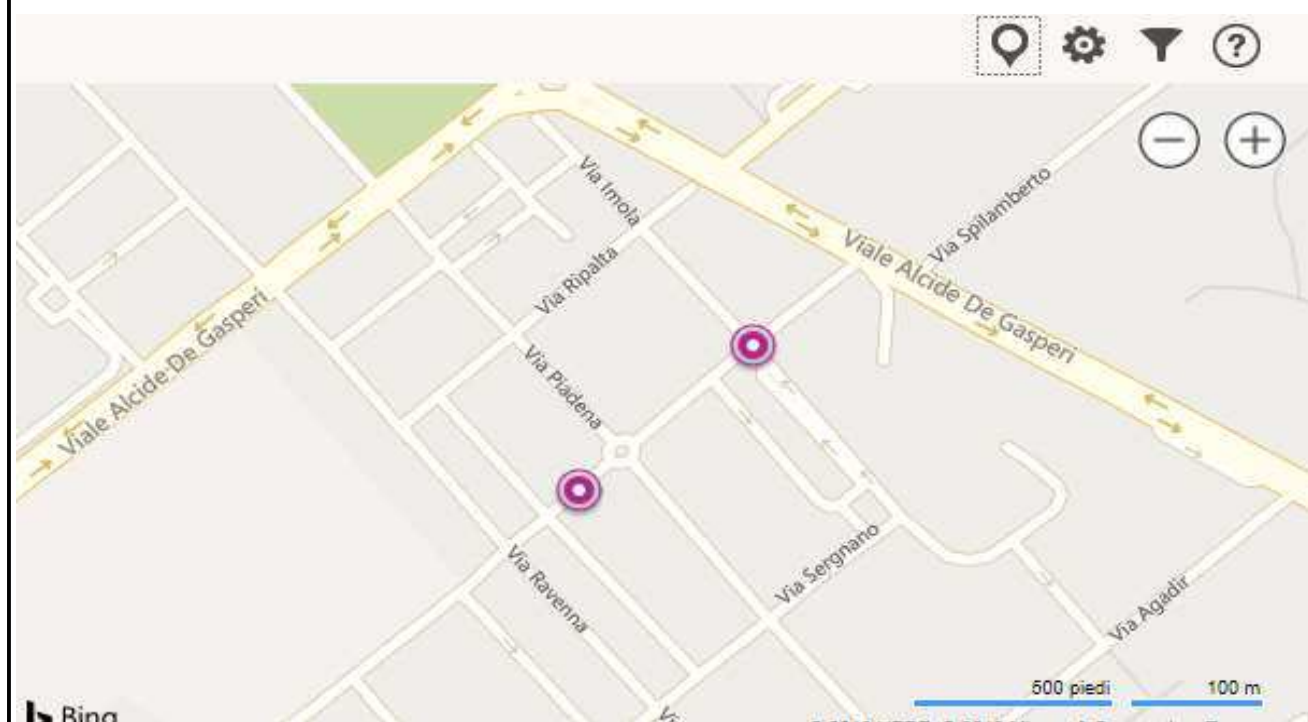 ?
Via Imola
Via Spilamberto
Viale Alcide De Gasperi
Via Ripalta
Viale Alcide De Gasperi
Via Piadena
Via Sergnano
Via Ravenna
Via Agadir
500 piedi 100 m
Bing